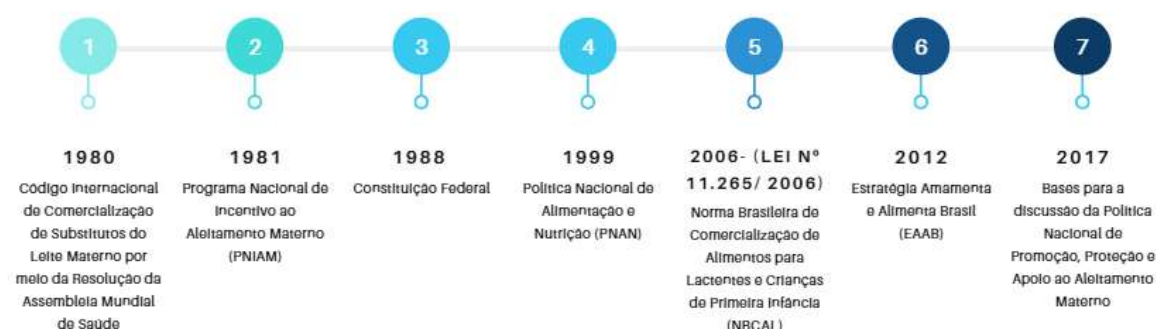 1
2
3
4
5
6
7
1980
Código Internacional
de Comercialização
de Substitutos do
Leite Materno por
meio da Resolução da
Assembleia Mundial
de Saúde
1981
Programa Nacional de
Incentivo ao
Aleitamento Materno
(PNIAM)
1988
Constituição Federal
1999
Política Nacional de
Alimentação e
Nutrição (PNAN)
2006- (LEI Nº
11.265/ 2006)
Norma Brasileira de
Comercialização de
Alimentos para
Lactentes e Crianças
de Primeira Infância
(NBCAL)
2012
Estratégia Amamenta
e Alimenta Brasil
(EAAB)
2017
Bases para a
discussão da Política
Nacional de
Promoção, Proteção e
Apoio ao Aleitamento
Materno